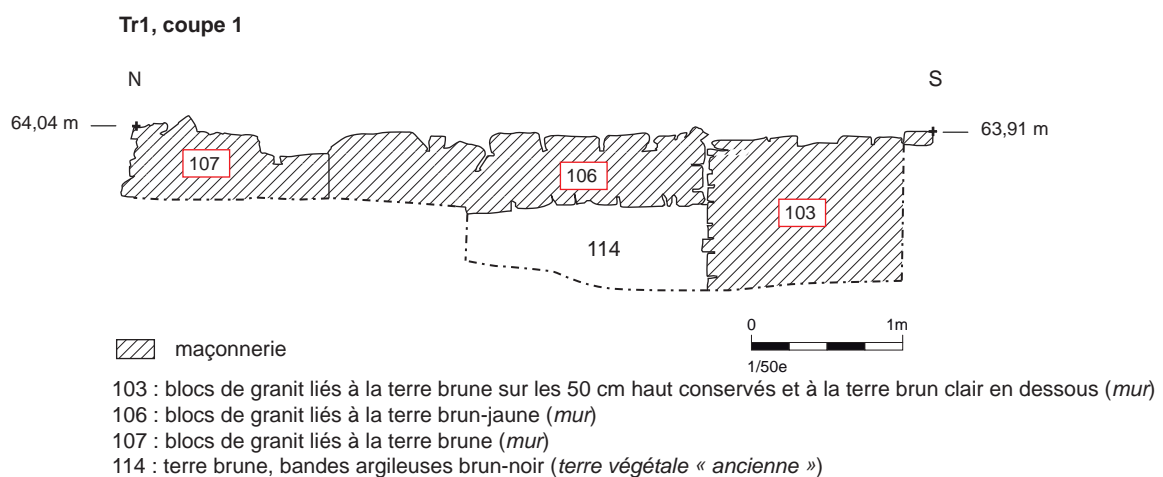 Tr1, coupe 1
N
S
64,04 m
63,91 m
107
106
103
114
0 1m
1/50e
maçonnerie
103 : blocs de granit liés à la terre brune sur les 50 cm haut conservés et à la terre brun clair en dessous (mur)
106 : blocs de granit liés à la terre brun-jaune (mur)
107 : blocs de granit liés à la terre brune (mur)
114 : terre brune, bandes argileuses brun-noir (terre végétale « ancienne »)